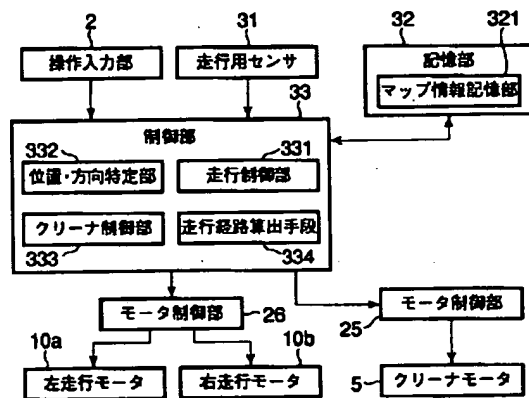 2
操作入力部
31
走行用センサ
32
321
記憶部
マップ情報記憶部
33
制御部
332
位置・方向特定部
331
走行制御部
クリーナ制御部
333
走行経路算出手段
334
モータ制御部
26
モータ制御部
25
10a
左走行モータ
10b
右走行モータ
5
クリーナモータ